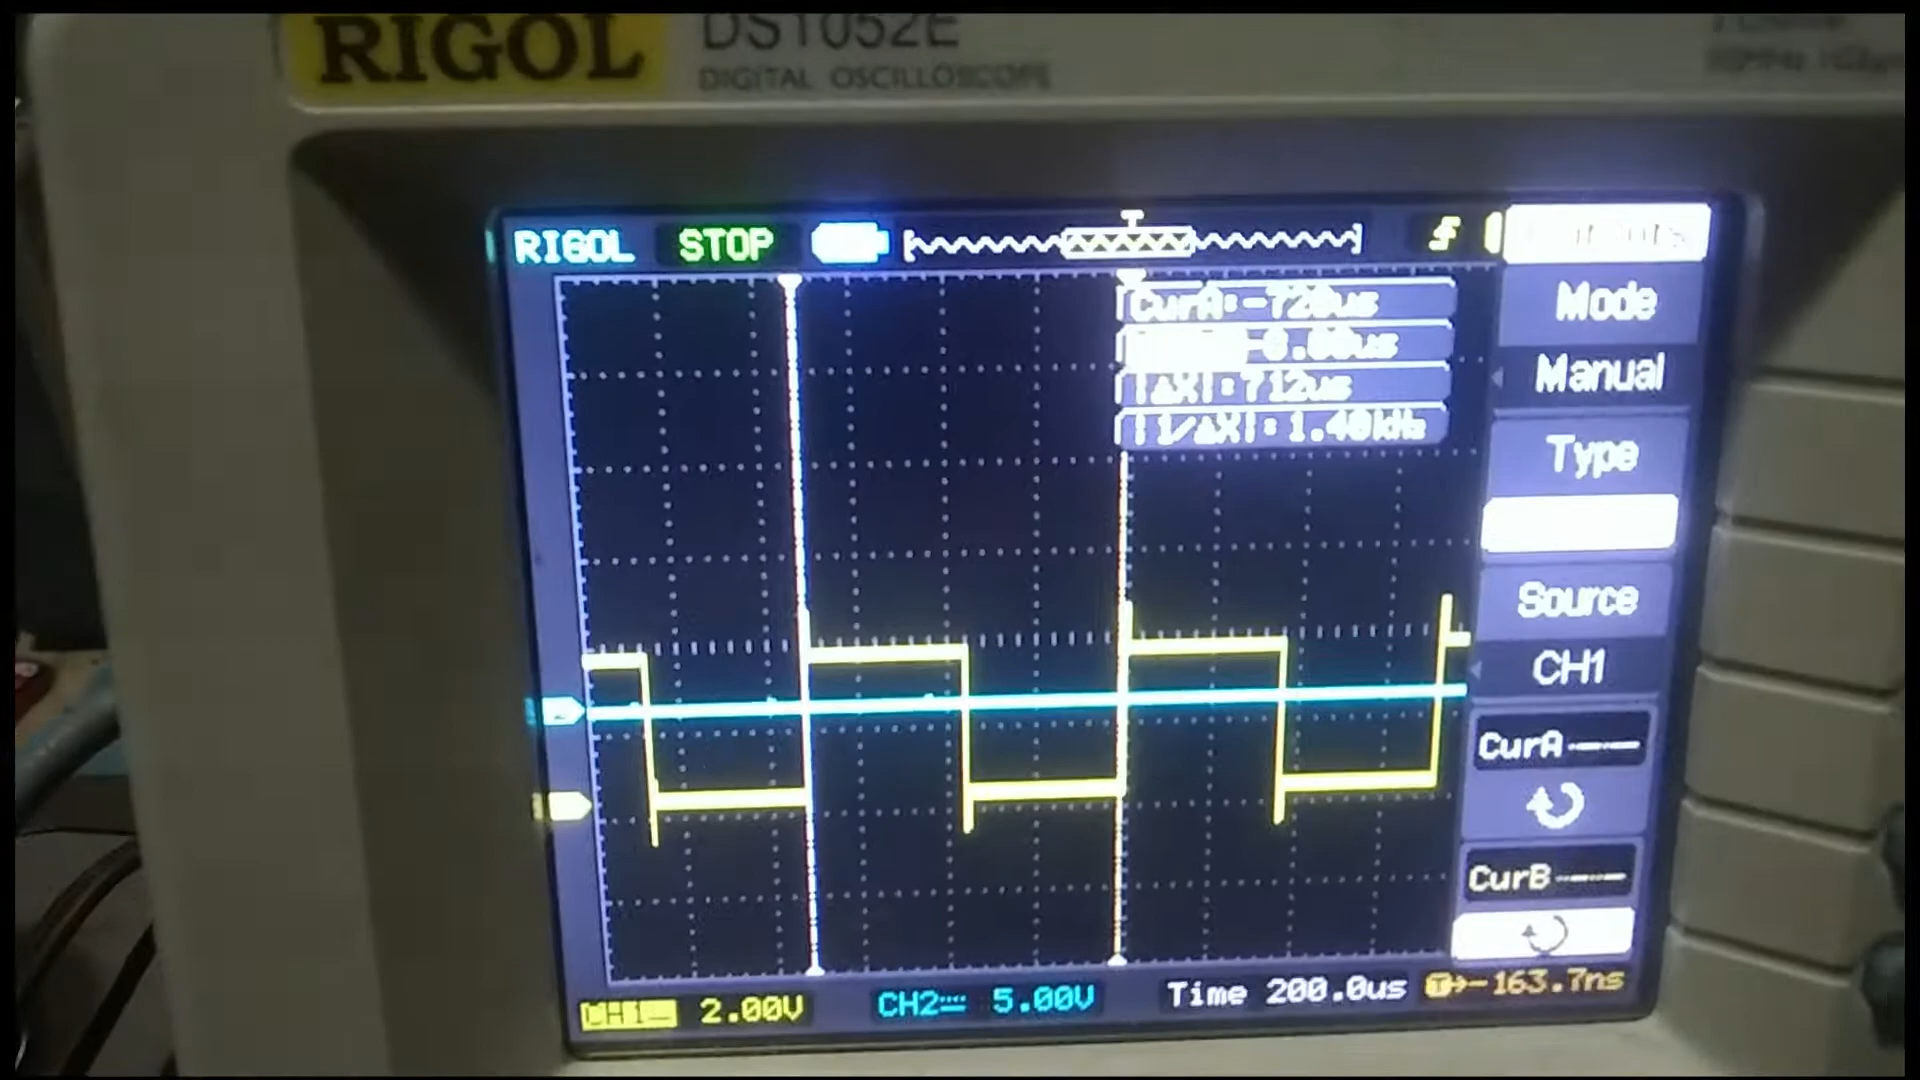 RIGOL DS1052E
DIGITAL OSCILLOSCOPE
RIGOL STOP T
Mode
Manual
Type
Source
CH1
CurA
CurB
CurA:-720us
us
|ΔX|:712us
|1/ΔX|:1.40kHz
CH1 2.00V CH2 5.00V Time 200.0us T→-163.7ns